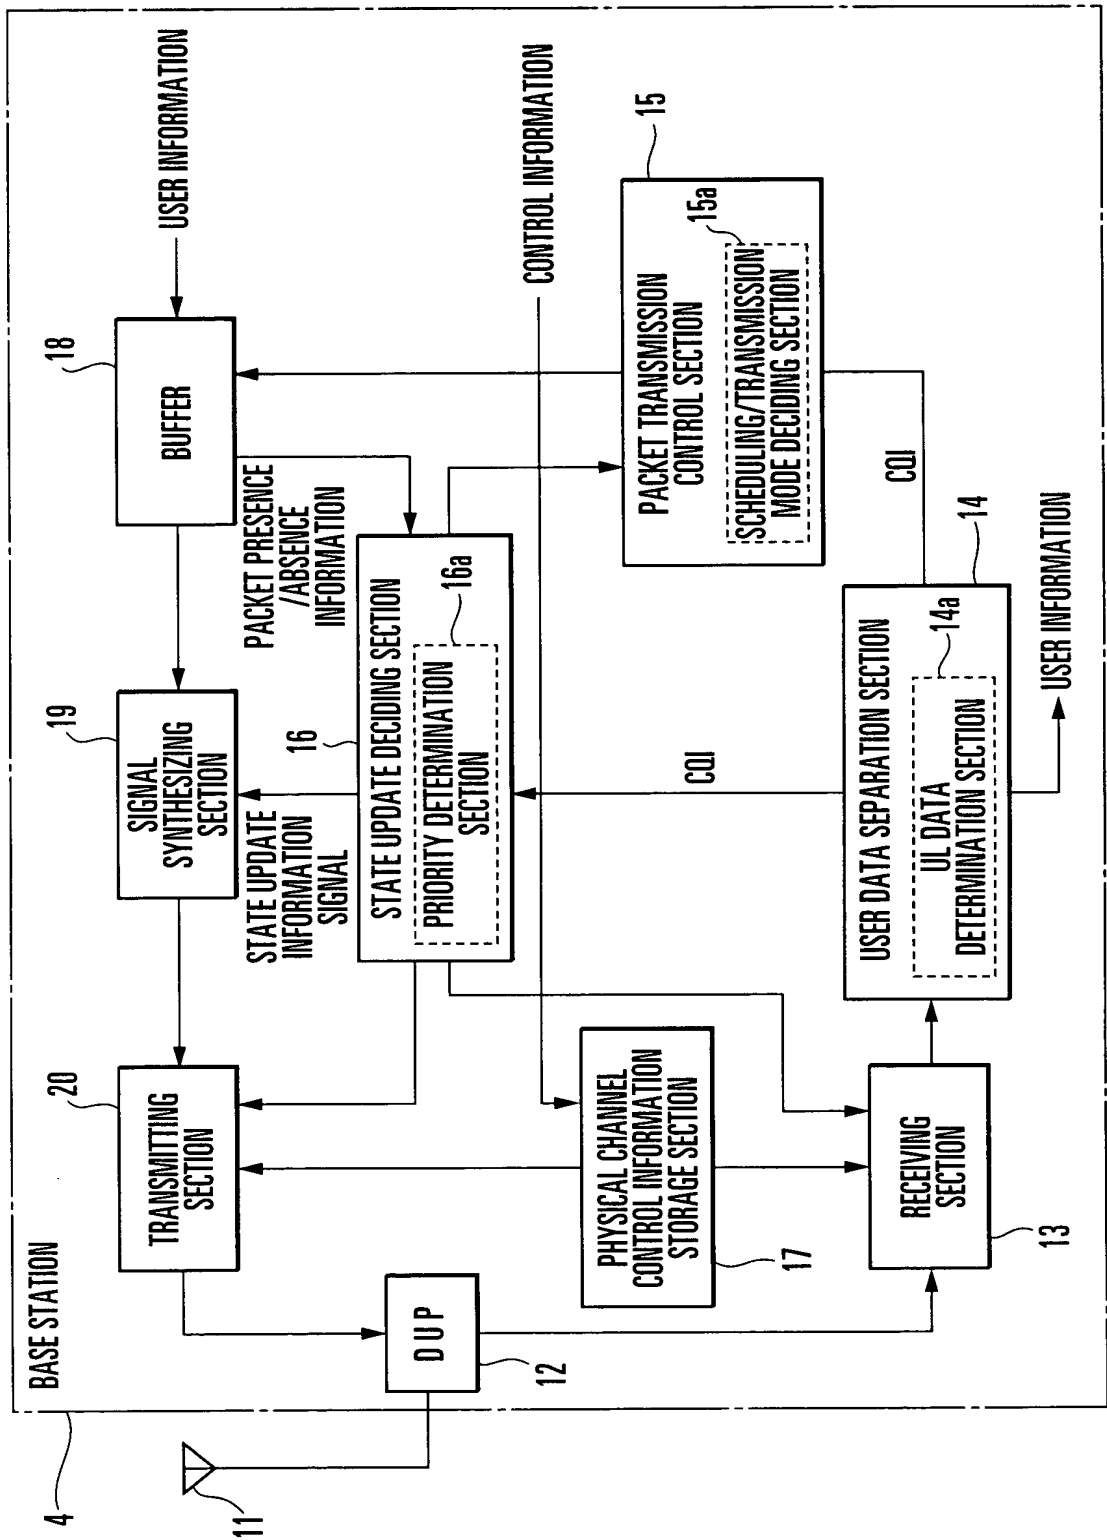 BASE STATION
4
11
DUP
12
20
TRANSMITTING
SECTION
19
SIGNAL
SYNTHESIZING
SECTION
18
BUFFER
USER INFORMATION
STATE UPDATE
INFORMATION
SIGNAL
PACKET PRESENCE
/ABSENCE
INFORMATION
16
STATE UPDATE DECIDING SECTION
16a
PRIORITY DETERMINATION
SECTION
CONTROL INFORMATION
PHYSICAL CHANNEL
CONTROL INFORMATION
STORAGE SECTION
17
CQI
15
PACKET TRANSMISSION
CONTROL SECTION
15a
SCHEDULING/TRANSMISSION
MODE DECIDING SECTION
RECEIVING
SECTION
13
USER DATA SEPARATION SECTION
14a
UL DATA
DETERMINATION SECTION
14
CQI
USER INFORMATION